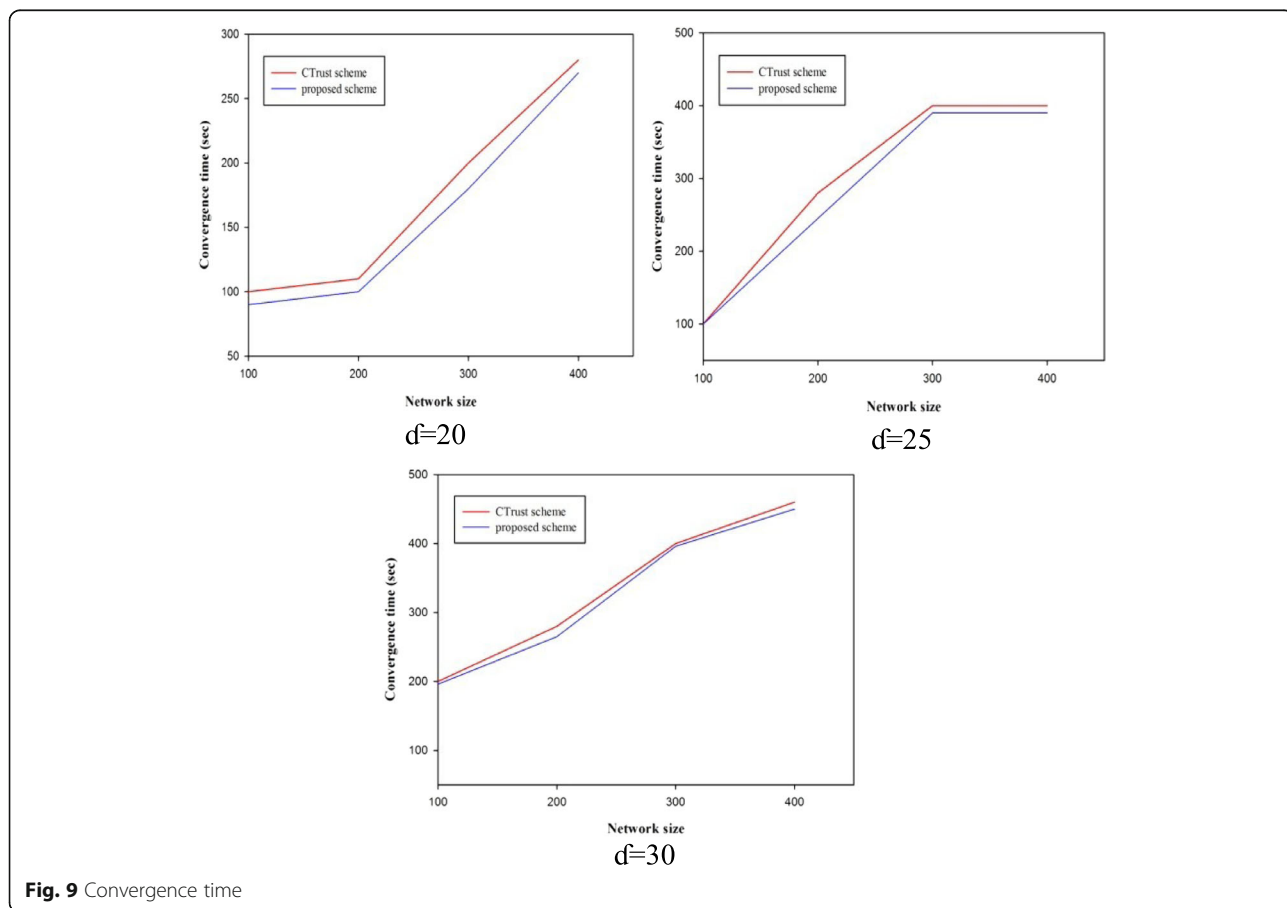 300
250
200
150
100
50
Convergence time (sec)
CTrust scheme
proposed scheme
100 200 300 400
Network size
d=20
500
400
300
200
100
Convergence time (sec)
CTrust scheme
proposed scheme
100 200 300 400
Network size
d=25
500
400
300
200
100
Convergence time (sec)
CTrust scheme
proposed scheme
100 200 300 400
Network size
d=30
Fig. 9 Convergence time